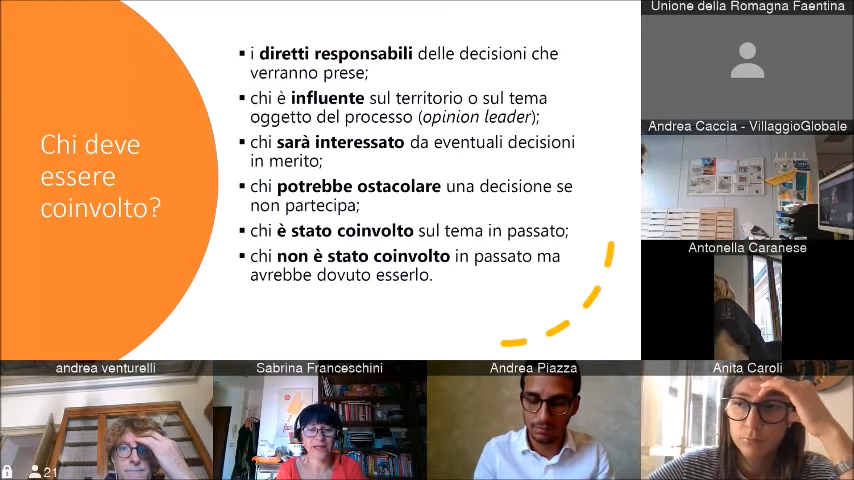 Unione della Romagna Faentina
Chi deve
essere
coinvolto?
▪ i diretti responsabili delle decisioni che
verranno prese;
▪ chi è influente sul territorio o sul tema
oggetto del processo (opinion leader);
▪ chi sarà interessato da eventuali decisioni
in merito;
▪ chi potrebbe ostacolare una decisione se
non partecipa;
▪ chi è stato coinvolto sul tema in passato;
▪ chi non è stato coinvolto in passato ma
avrebbe dovuto esserlo.
Andrea Caccìa - VillaggioGlobale
Antonella Caranese
andrea venturelli
Sabrina Franceschini
Andrea Piazza
Anita Caroli
21